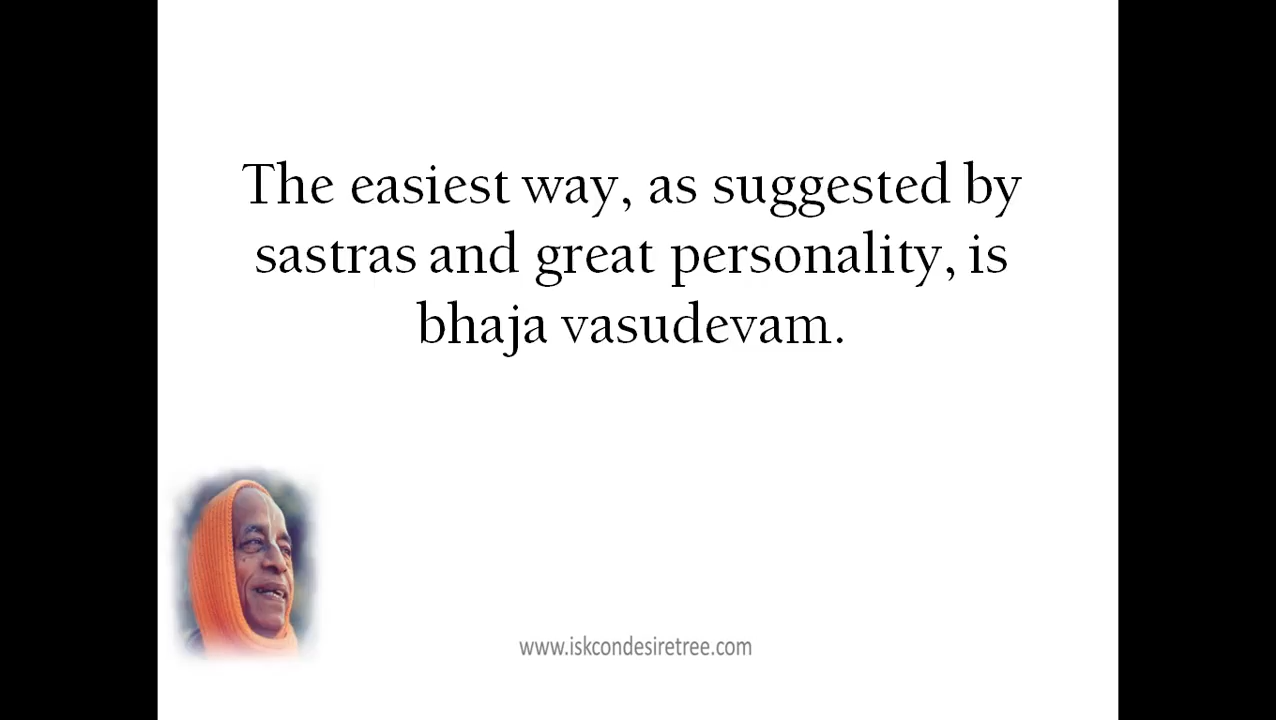 The easiest way, as suggested by
sastras and great personality, is
bhaja vasudevam.
www.iskcondesiretree.com